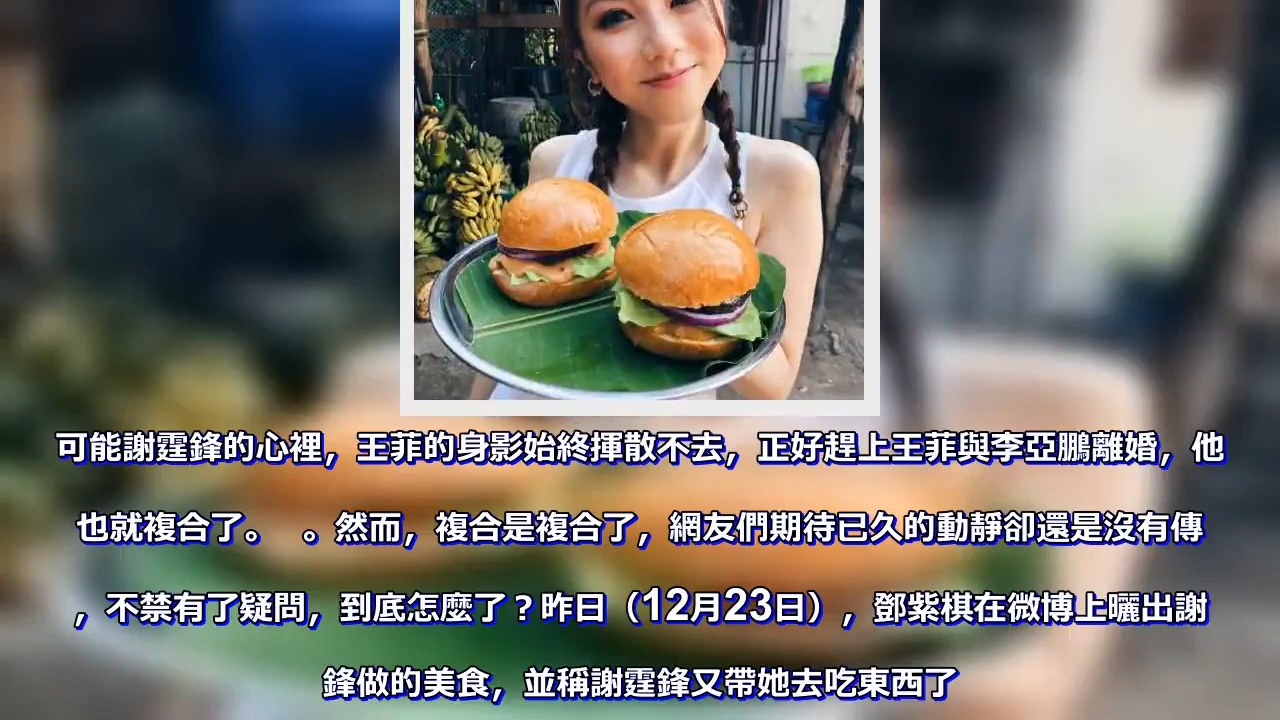 可能謝霆鋒的心裡，王菲的身影始終揮散不去，正好趕上王菲與李亞鵬離婚，他
也就複合了。 。然而，複合是複合了，網友們期待已久的動靜卻還是沒有傳
，不禁有了疑問，到底怎麼了？昨日（12月23日），鄧紫棋在微博上曬出謝
鋒做的美食，並稱謝霆鋒又帶她去吃東西了